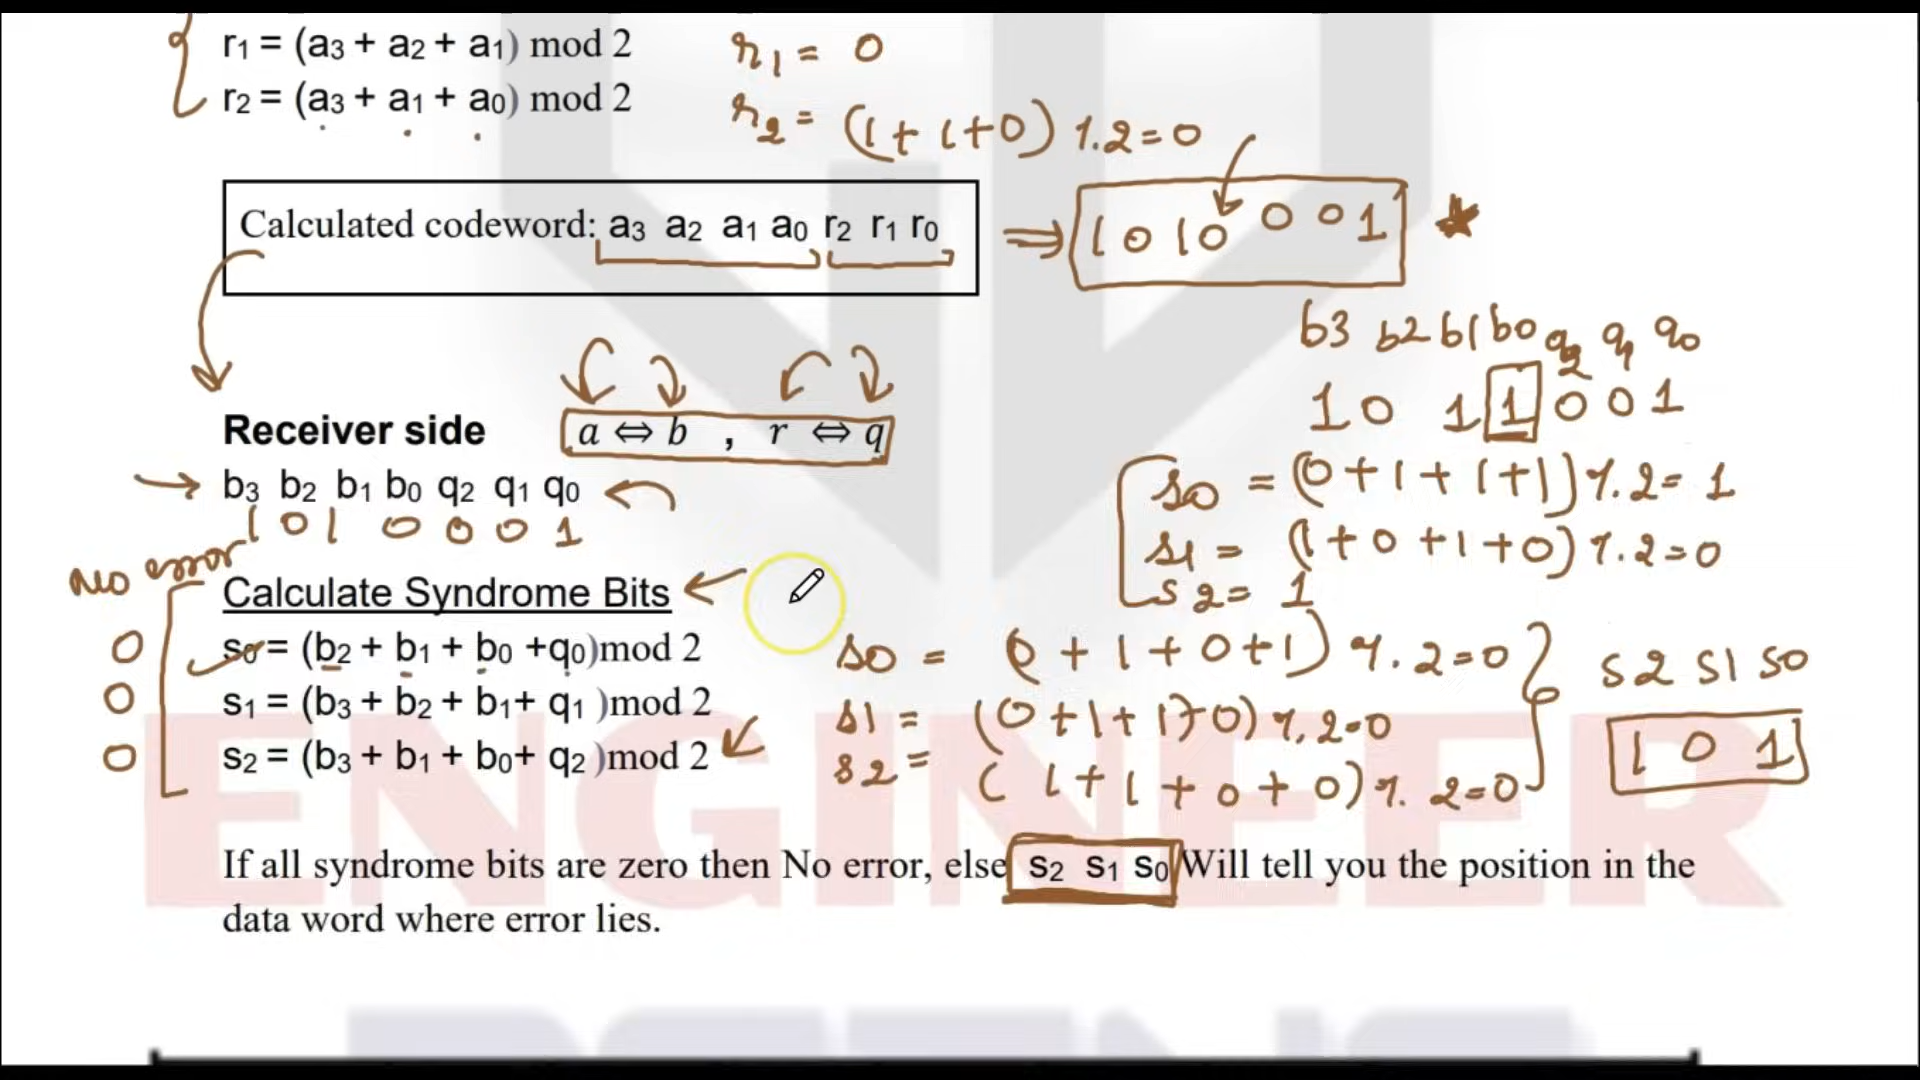 r1 = (a3 + a2 + a1) mod 2
r1 = 0
r2 = (a3 + a1 + a0) mod 2
r2 = (1+1+0) %2=0
Calculated codeword: a3 a2 a1 a0 r2 r1 r0
⇒ 1 0 1 0 0 0 1 ★
b3 b2 b1 b0 q2 q1 q0
1 0 1 1 0 0 1
Receiver side
a ⇔ b , r ⇔ q
b3 b2 b1 b0 q2 q1 q0
1 0 1 0 0 0 1
s0 = (0+1+1+1)%2= 1
s1 = (1+0+1+0)%2=0
s2= 1
No error
Calculate Syndrome Bits
0 s0 = (b2 + b1 + b0 +q0)mod 2
0 s1 = (b3 + b2 + b1+ q1 )mod 2
0 s2 = (b3 + b1 + b0+ q2 )mod 2
s0 = (0+1+0+1)%2=0
s1 = (0+1+1+0)%2=0
s2= (1+1+0+0)%2=0
s2 s1 s0
1 0 1
If all syndrome bits are zero then No error, else s2 s1 s0 Will tell you the position in the
data word where error lies.
ENGINEER